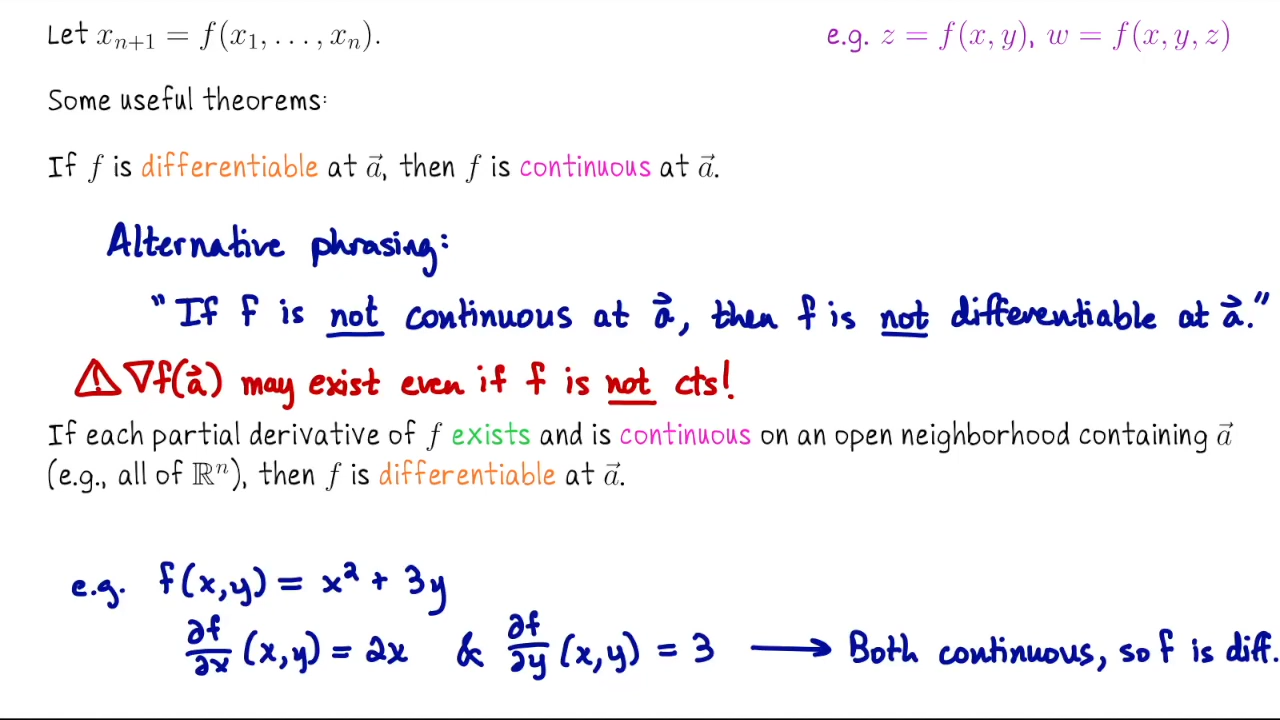 Let xₙ₊₁ = f(x₁, . . . , xₙ).
e.g. z = f(x, y), w = f(x, y, z)
Some useful theorems:
If f is differentiable at a⃗, then f is continuous at a⃗.
Alternative phrasing:
"If f is not continuous at a⃗, then f is not differentiable at a⃗."
⚠ ∇f(a⃗) may exist even if f is not cts!
If each partial derivative of f exists and is continuous on an open neighborhood containing a⃗
(e.g., all of ℝⁿ), then f is differentiable at a⃗.
e.g. f(x,y) = x² + 3y
∂f/∂x (x,y) = 2x & ∂f/∂y (x,y) = 3 ⟶ Both continuous, so f is diff.